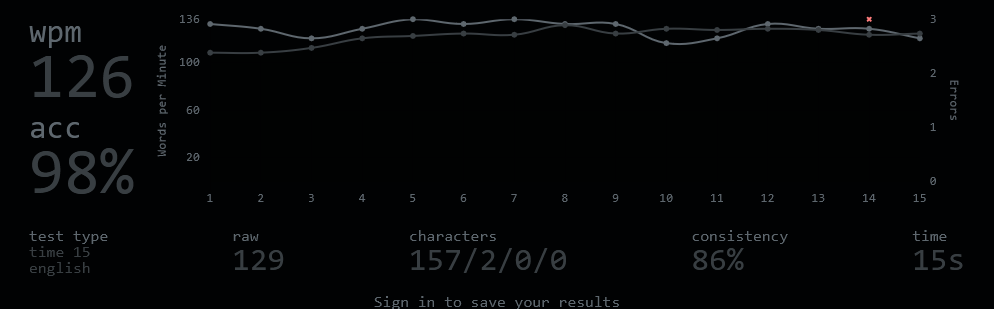 wpm
126
acc
98%
136
100
60
20
Words per Minute
3
2
1
0
Errors
1 2 3 4 5 6 7 8 9 10 11 12 13 14 15
test type
time 15
english
raw
129
characters
157/2/0/0
consistency
86%
time
15s
Sign in to save your results